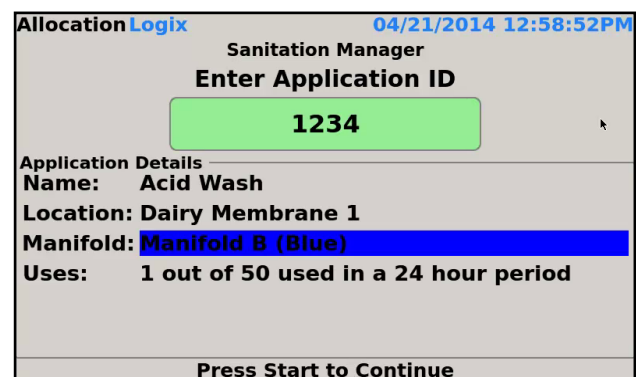 Allocation Logix 04/21/2014 12:58:52PM
Sanitation Manager
Enter Application ID
1234
Application Details
Name: Acid Wash
Location: Dairy Membrane 1
Manifold: Manifold B (Blue)
Uses: 1 out of 50 used in a 24 hour period
Press Start to Continue